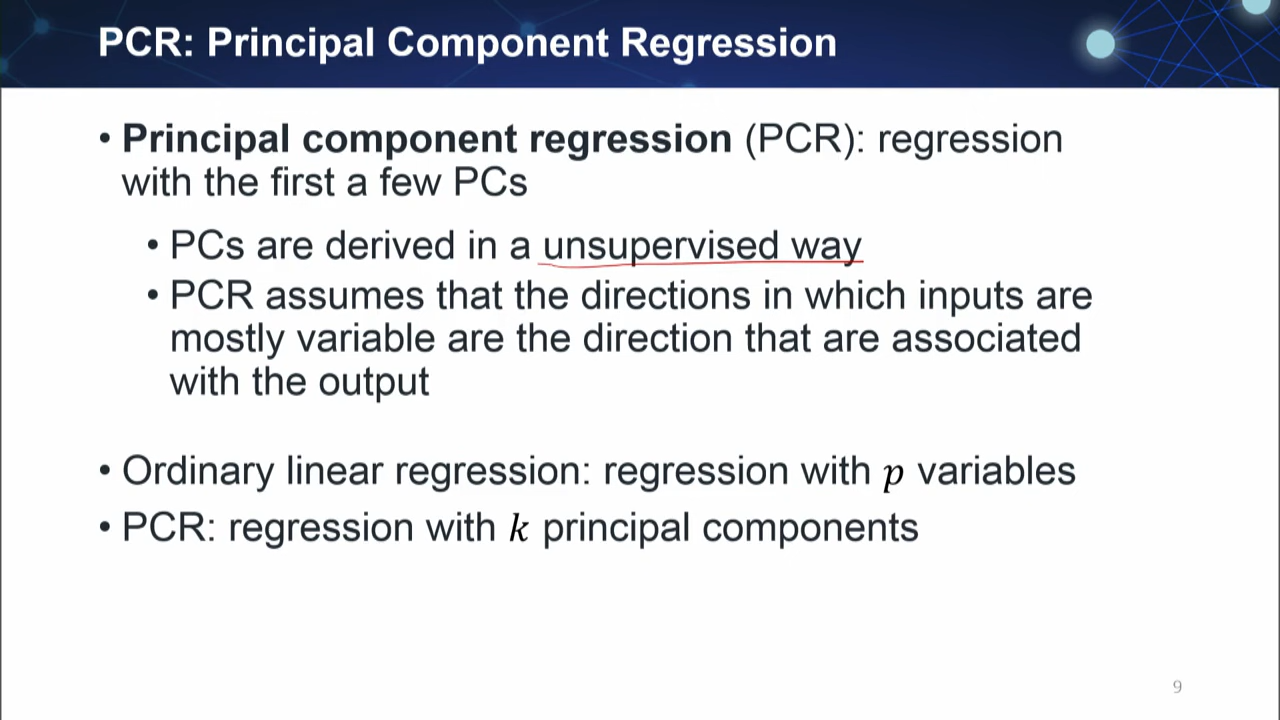 PCR: Principal Component Regression
• Principal component regression (PCR): regression
with the first a few PCs
• PCs are derived in a unsupervised way
• PCR assumes that the directions in which inputs are
mostly variable are the direction that are associated
with the output
• Ordinary linear regression: regression with p variables
• PCR: regression with k principal components
9